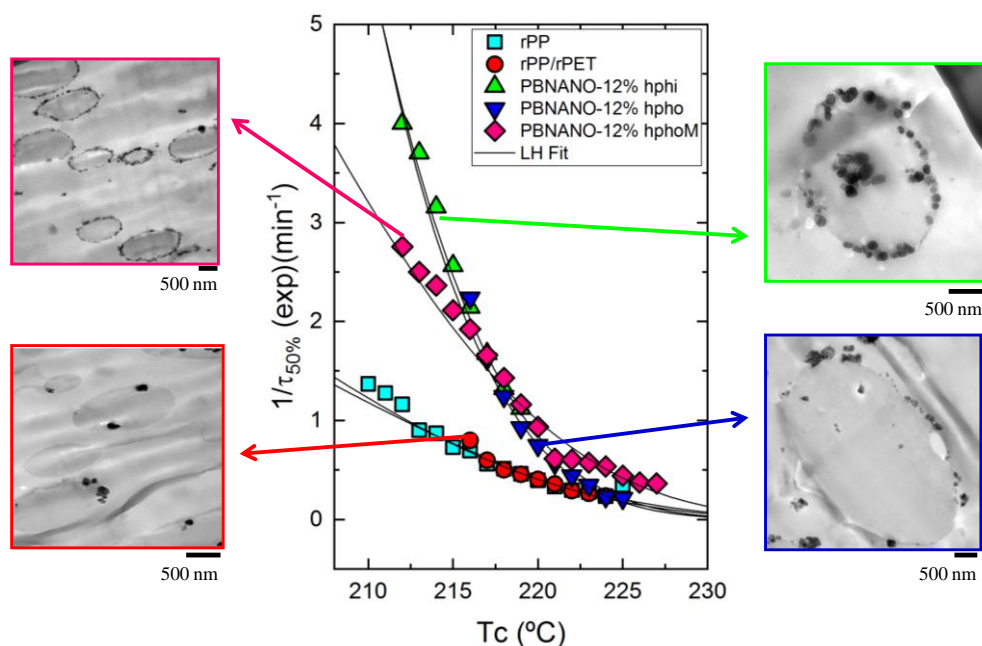 5
4
3
2
1
0
1/τ50% (exp)(min-1)
rPP
rPP/rPET
PBNANO-12% hphi
PBNANO-12% hpho
PBNANO-12% hphoM
LH Fit
210 215 220 225 230
Tc (ºC)
500 nm
500 nm
500 nm
500 nm